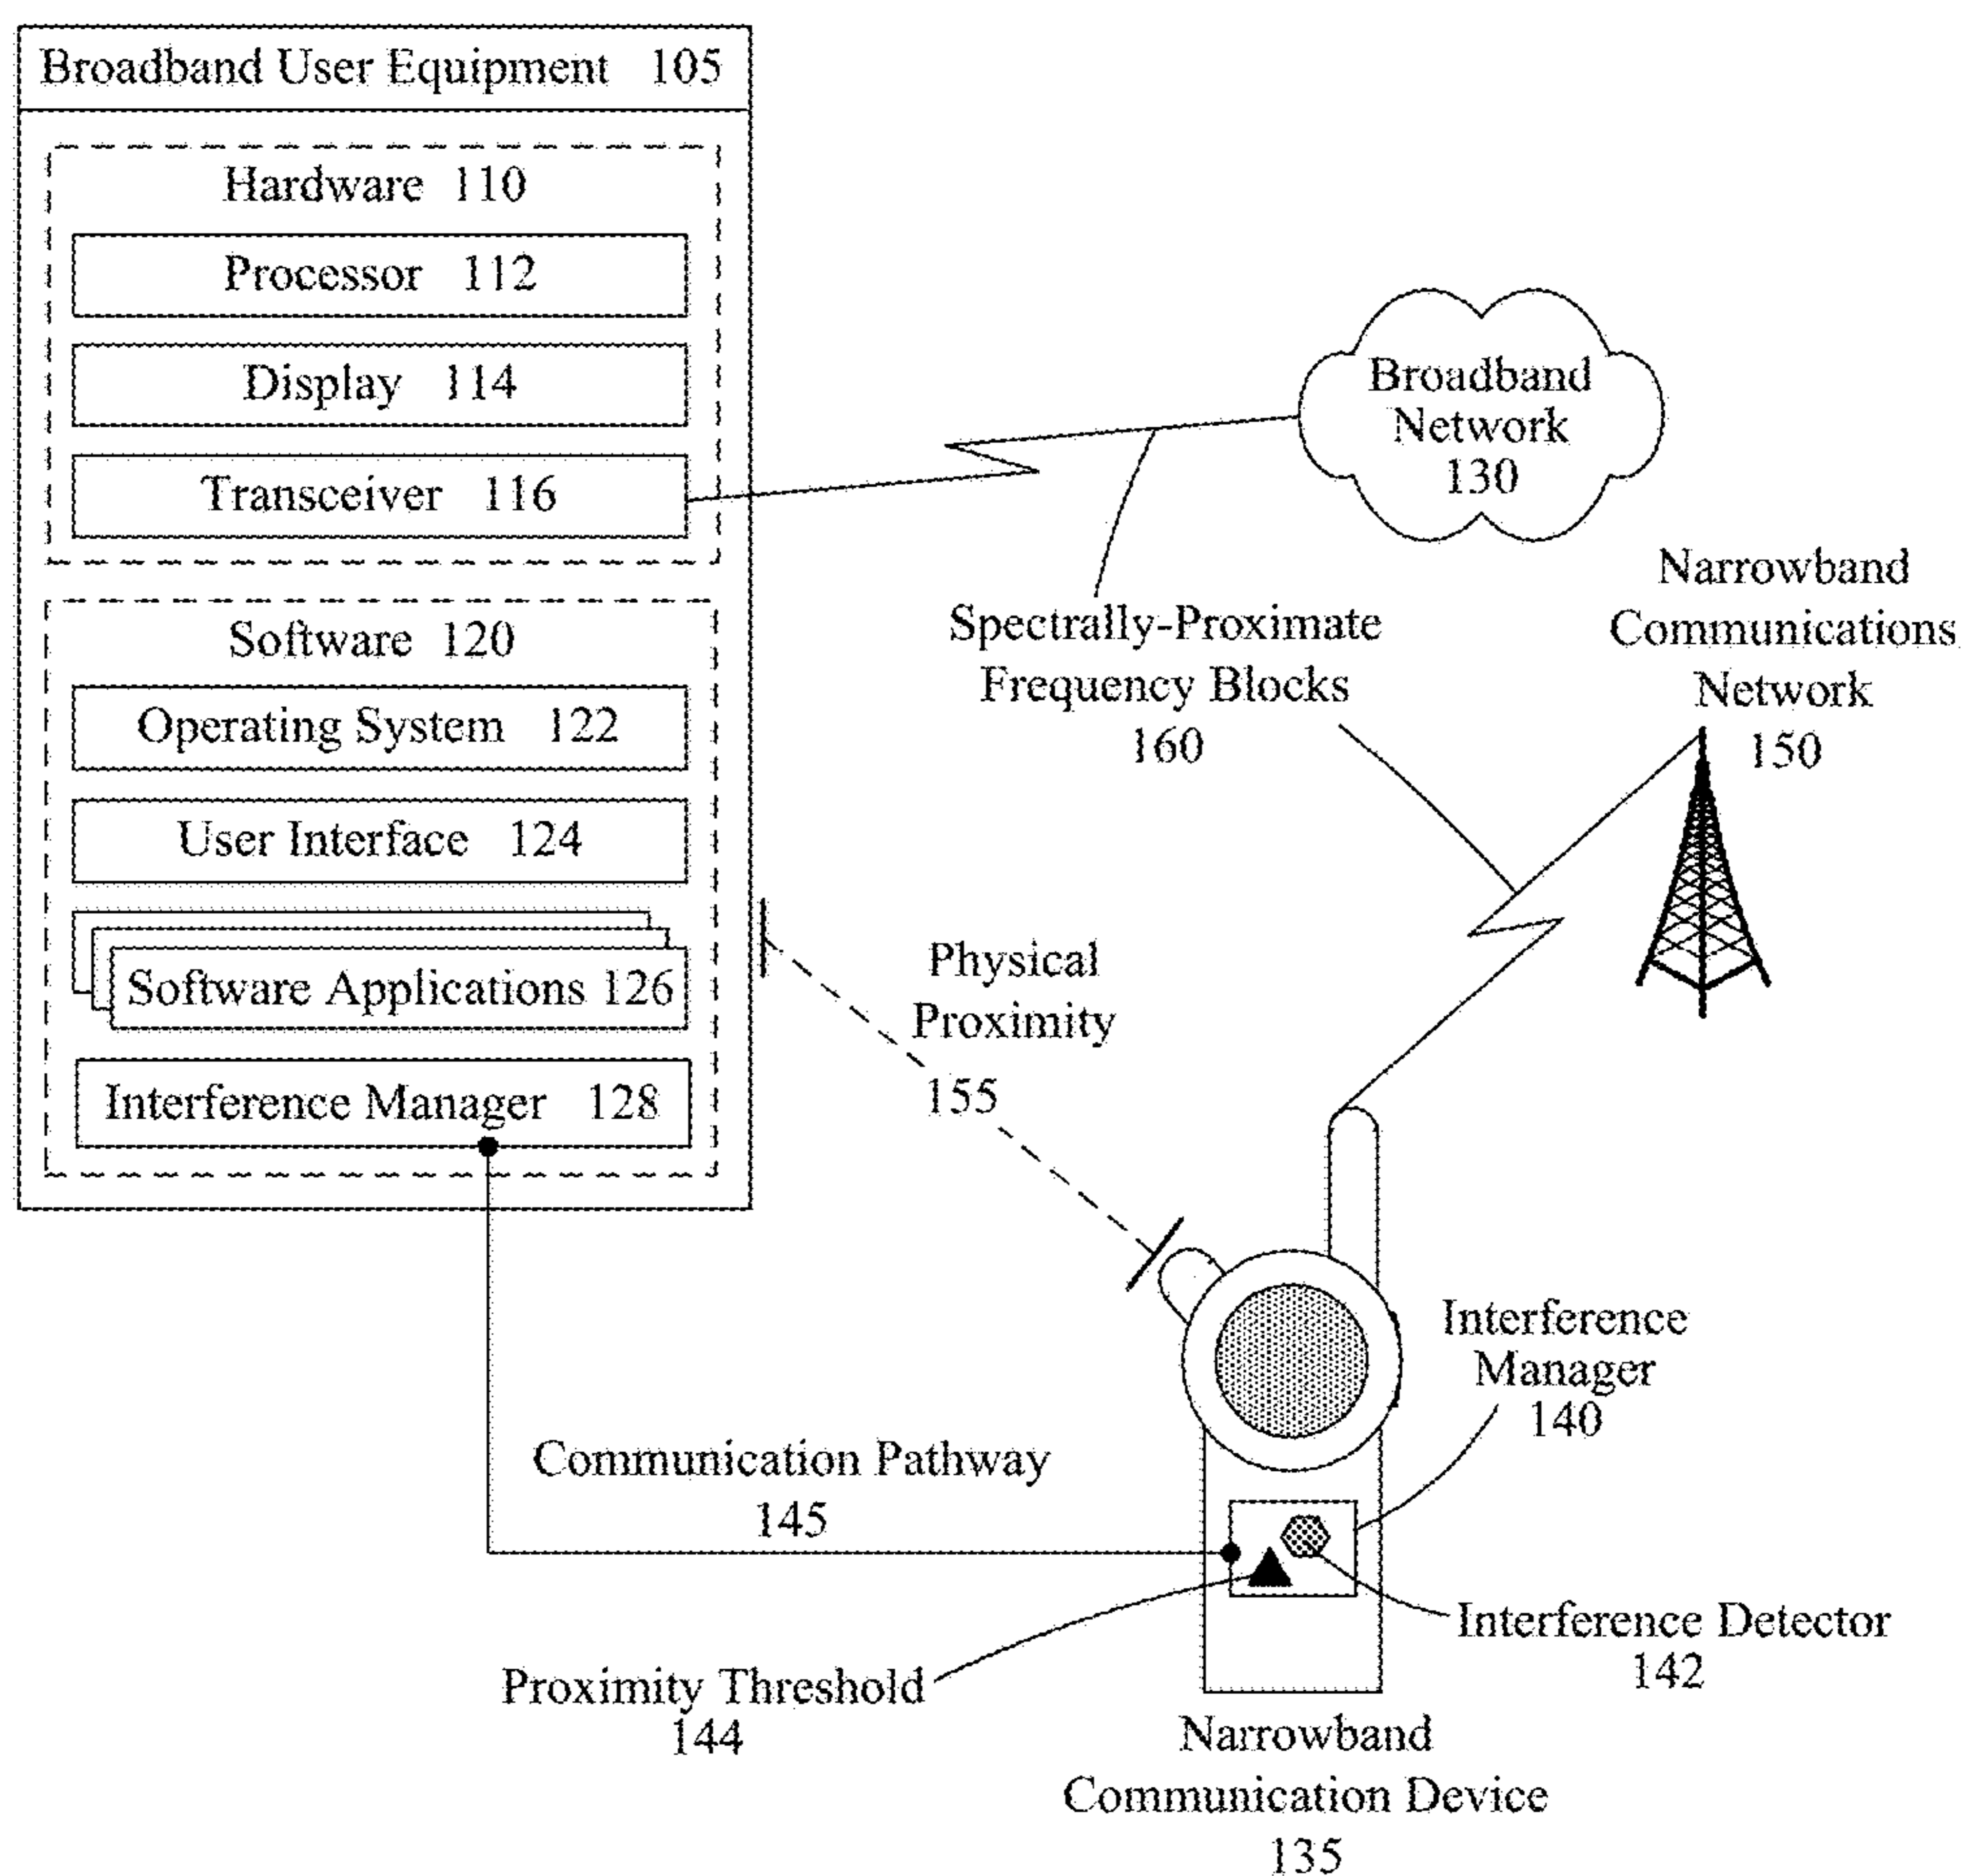 Broadband User Equipment 105
Hardware 110
Processor 112
Display 114
Transceiver 116
Software 120
Operating System 122
User Interface 124
Software Applications 126
Interference Manager 128
Broadband
Network
130
Spectrally-Proximate
Frequency Blocks
160
Narrowband
Communications
Network
150
Physical
Proximity
155
Interference
Manager
140
Communication Pathway
145
Interference Detector
142
Proximity Threshold
144
Narrowband
Communication Device
135